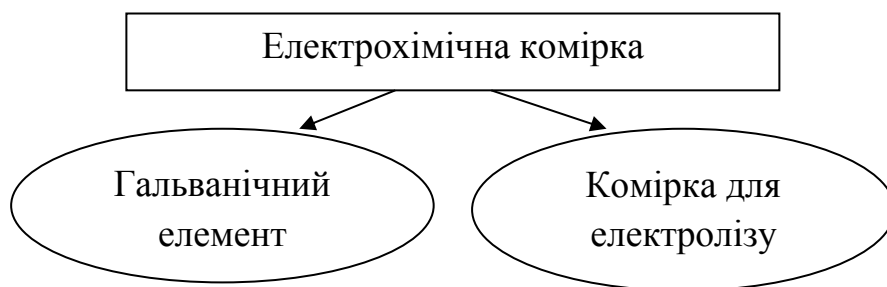 Електрохімічна комірка
Гальванічний
елемент
Комірка для
електролізу